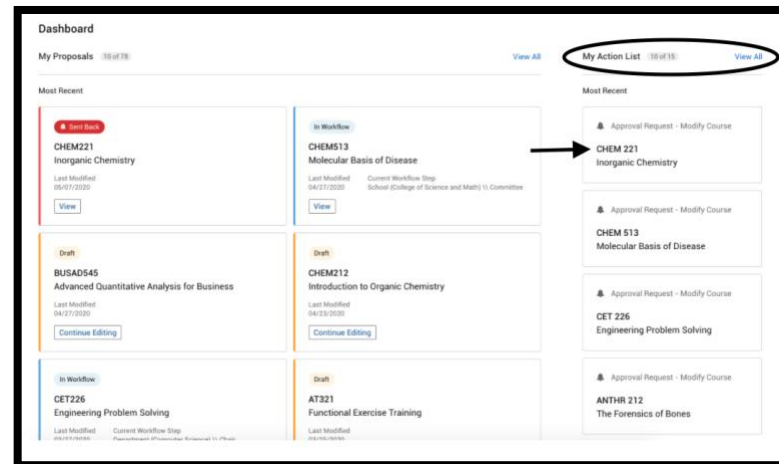 Dashboard
My Proposals 10 of 78 View All
Most Recent
Sent Back
CHEM221
Inorganic Chemistry
Last Modified
05/07/2020
View
In Workflow
CHEM513
Molecular Basis of Disease
Last Modified Current Workflow Step
04/27/2020 School (College of Science and Math) \\ Committee
View
Draft
BUSAD545
Advanced Quantitative Analysis for Business
Last Modified
04/27/2020
Continue Editing
Draft
CHEM212
Introduction to Organic Chemistry
Last Modified
04/23/2020
Continue Editing
In Workflow
CET226
Engineering Problem Solving
Last Modified Current Workflow Step
Department (Computer Science) \\ Chair
Draft
AT321
Functional Exercise Training
Last Modified
My Action List 10 of 15 View All
Most Recent
Approval Request - Modify Course
CHEM 221
Inorganic Chemistry
Approval Request - Modify Course
CHEM 513
Molecular Basis of Disease
Approval Request - Modify Course
CET 226
Engineering Problem Solving
Approval Request - Modify Course
ANTHR 212
The Forensics of Bones